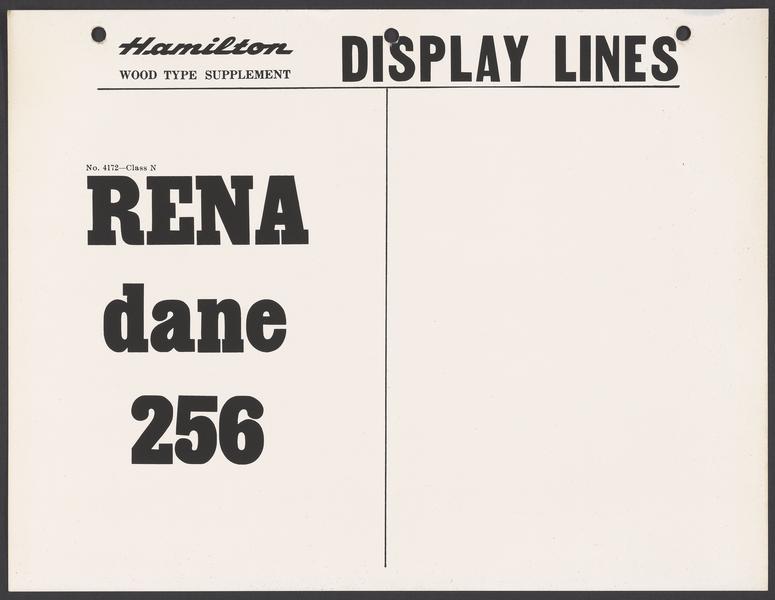 Hamilton
WOOD TYPE SUPPLEMENT
DISPLAY LINES
No. 4172—Class N
RENA
dane
256